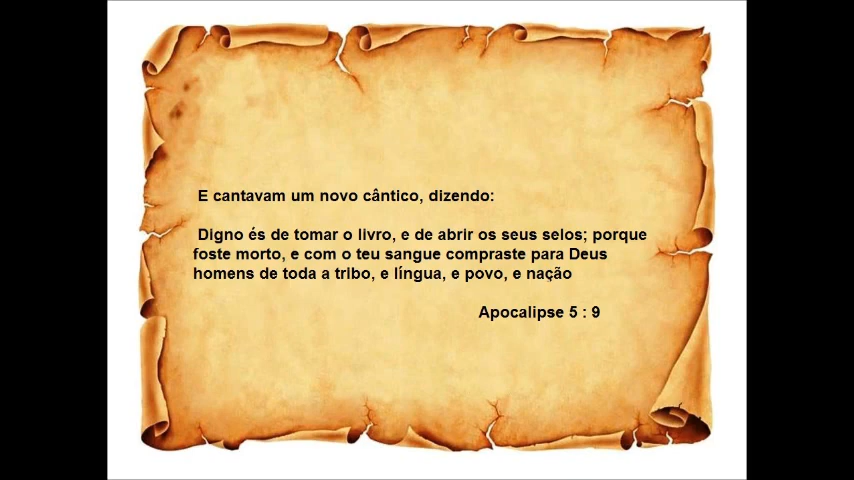 E cantavam um novo cântico, dizendo:
Digno és de tomar o livro, e de abrir os seus selos; porque
foste morto, e com o teu sangue compraste para Deus
homens de toda a tribo, e língua, e povo, e nação
Apocalipse 5 : 9